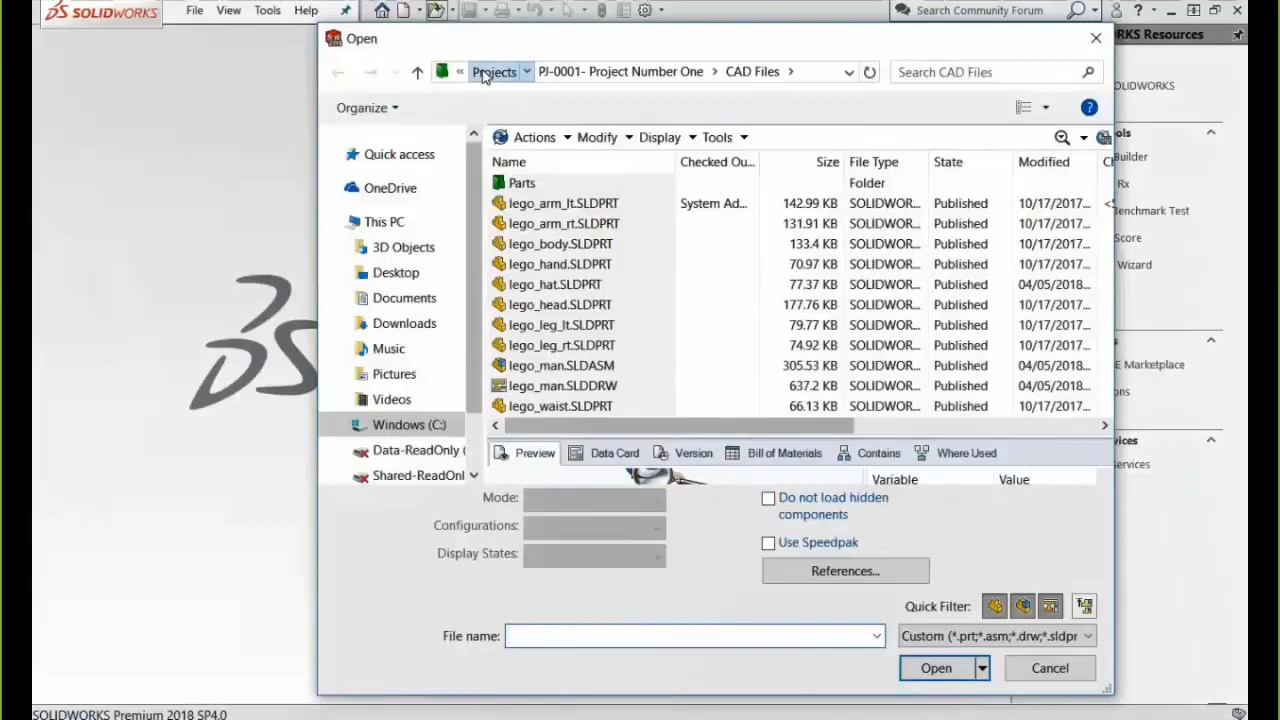 SOLIDWORKS File View Tools Help Search Community Forum ?
Open
RKS Resources
« Projects PJ-0001- Project Number One CAD Files Search CAD Files
OLIDWORKS
Organize ?
ols
Quick access
OneDrive
This PC
3D Objects
Desktop
Documents
Downloads
Music
Pictures
Videos
Windows (C:)
Data-ReadOnly (
Shared-ReadOnl
Actions Modify Display Tools
Name Checked Ou... Size File Type State Modified
Parts Folder
lego_arm_lt.SLDPRT System Ad... 142.99 KB SOLIDWOR... Published 10/17/2017... <
lego_arm_rt.SLDPRT 131.91 KB SOLIDWOR... Published 10/17/2017...
lego_body.SLDPRT 133.4 KB SOLIDWOR... Published 10/17/2017...
lego_hand.SLDPRT 70.97 KB SOLIDWOR... Published 10/17/2017...
lego_hat.SLDPRT 77.37 KB SOLIDWOR... Published 04/05/2018...
lego_head.SLDPRT 177.76 KB SOLIDWOR... Published 10/17/2017...
lego_leg_lt.SLDPRT 79.77 KB SOLIDWOR... Published 10/17/2017...
lego_leg_rt.SLDPRT 74.92 KB SOLIDWOR... Published 10/17/2017...
lego_man.SLDASM 305.53 KB SOLIDWOR... Published 04/05/2018...
lego_man.SLDDRW 637.2 KB SOLIDWOR... Published 04/05/2018...
lego_waist.SLDPRT 66.13 KB SOLIDWOR... Published 10/17/2017...
Builder
Rx
enchmark Test
Score
Wizard
s
E Marketplace
ons
vices
ervices
Preview Data Card Version Bill of Materials Contains Where Used
Variable Value
Mode:
Configurations:
Display States:
Do not load hidden
components
Use Speedpak
References...
Quick Filter:
File name: Custom (*.prt;*.asm;*.drw;*.sldpr
Open Cancel
SOLIDWORKS Premium 2018 SP4.0